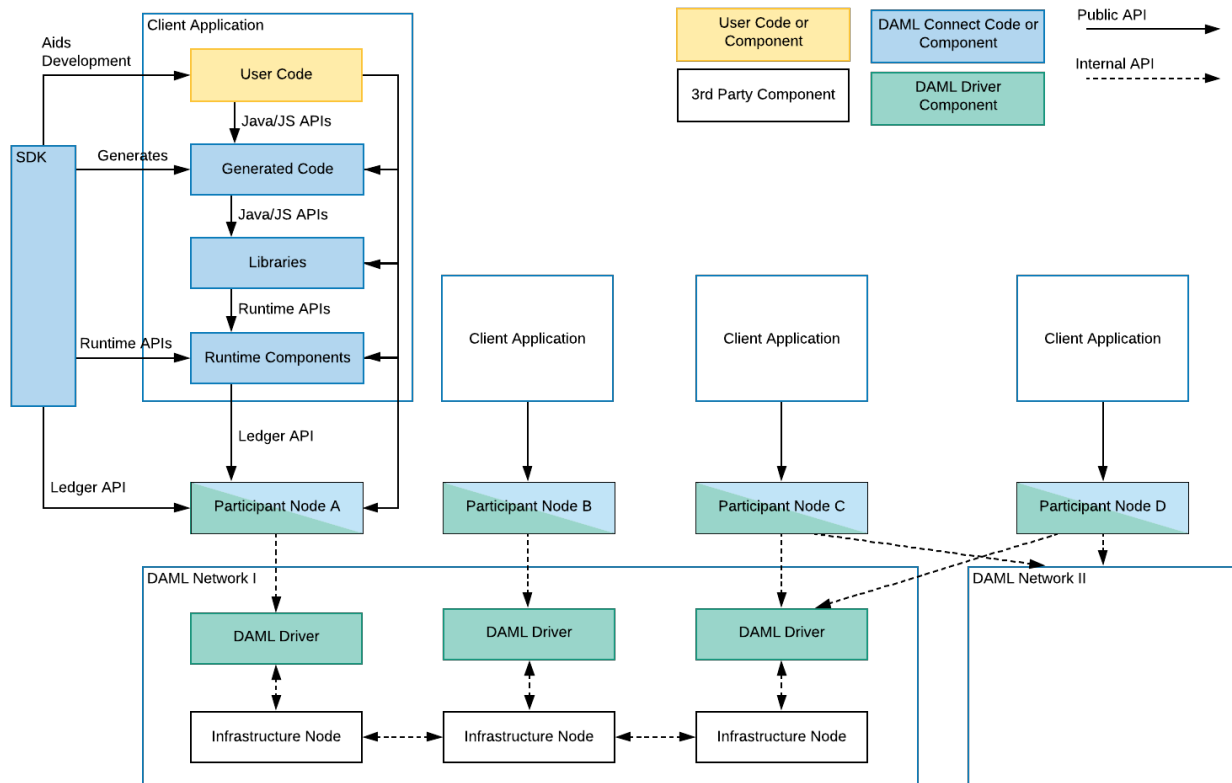 Client Application
Aids
Development
User Code
Java/JS APIs
SDK
Generates
Generated Code
Java/JS APIs
Libraries
Runtime APIs
Runtime APIs
Runtime Components
Ledger API
Ledger API
User Code or
Component
DAML Connect Code or
Component
Public API
Internal API
3rd Party Component
DAML Driver
Component
Client Application
Client Application
Client Application
Participant Node A
Participant Node B
Participant Node C
Participant Node D
DAML Network I
DAML Network II
DAML Driver
DAML Driver
DAML Driver
Infrastructure Node
Infrastructure Node
Infrastructure Node